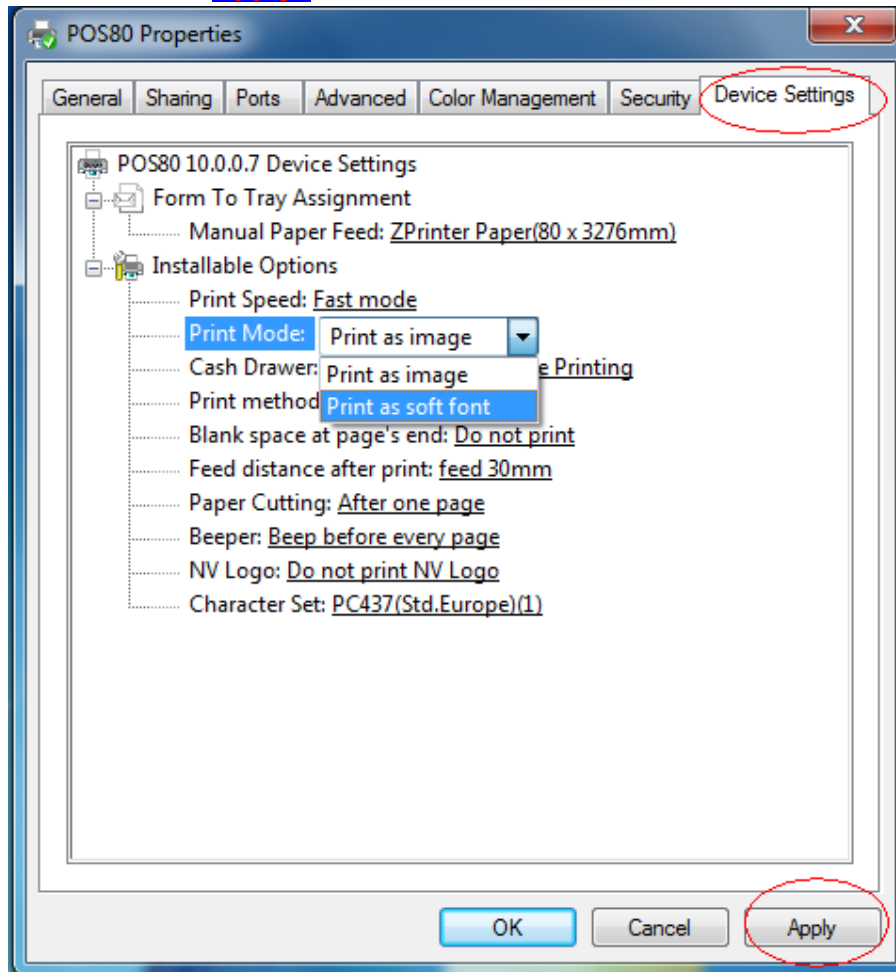 POS80 Properties
General Sharing Ports Advanced Color Management Security Device Settings
POS80 10.0.0.7 Device Settings
Form To Tray Assignment
Manual Paper Feed: ZPrinter Paper(80 x 3276mm)
Installable Options
Print Speed: Fast mode
Print Mode: Print as image
Cash Drawer: Print as image Printing
Print method Print as soft font
Blank space at page's end: Do not print
Feed distance after print: feed 30mm
Paper Cutting: After one page
Beeper: Beep before every page
NV Logo: Do not print NV Logo
Character Set: PC437(Std.Europe)(1)
OK Cancel Apply